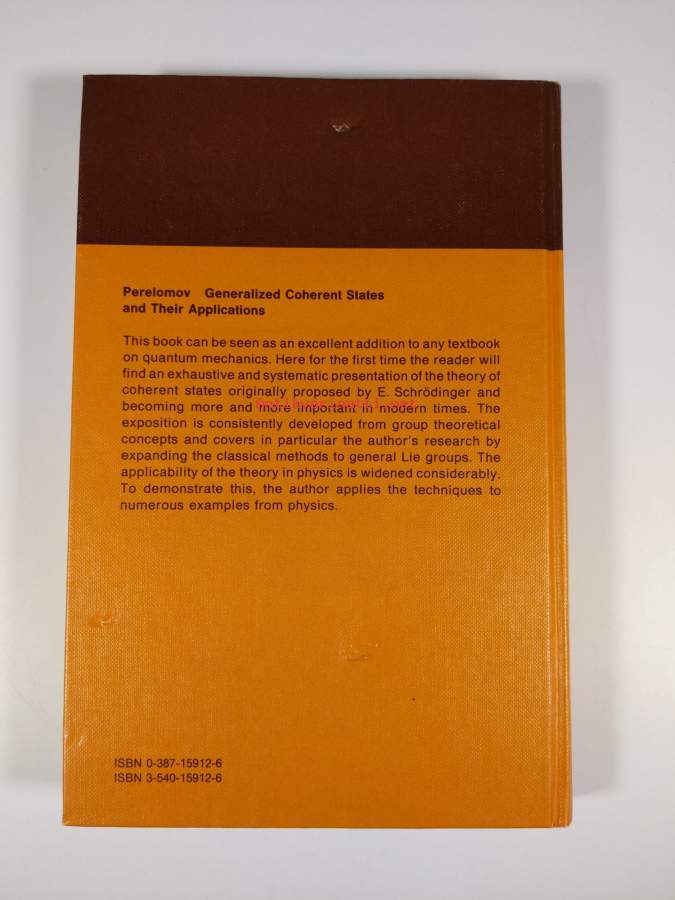 Perelomov Generalized Coherent States
and Their Applications
This book can be seen as an excellent addition to any textbook
on quantum mechanics. Here for the first time the reader will
find an exhaustive and systematic presentation of the theory of
coherent states originally proposed by E. Schrödinger and
becoming more and more important in modern times. The
exposition is consistently developed from group theoretical
concepts and covers in particular the author's research by
expanding the classical methods to general Lie groups. The
applicability of the theory in physics is widened considerably.
To demonstrate this, the author applies the techniques to
numerous examples from physics.
ISBN 0-387-15912-6
ISBN 3-540-15912-6